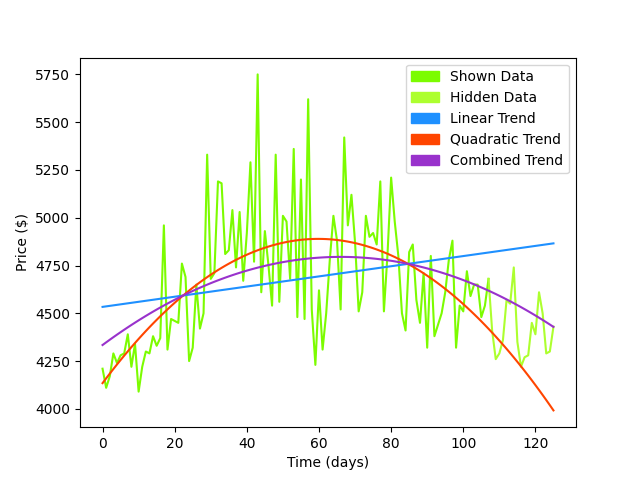 5750
5500
5250
5000
4750
4500
4250
4000
Price ($)
0 20 40 60 80 100 120
Time (days)
Shown Data
Hidden Data
Linear Trend
Quadratic Trend
Combined Trend